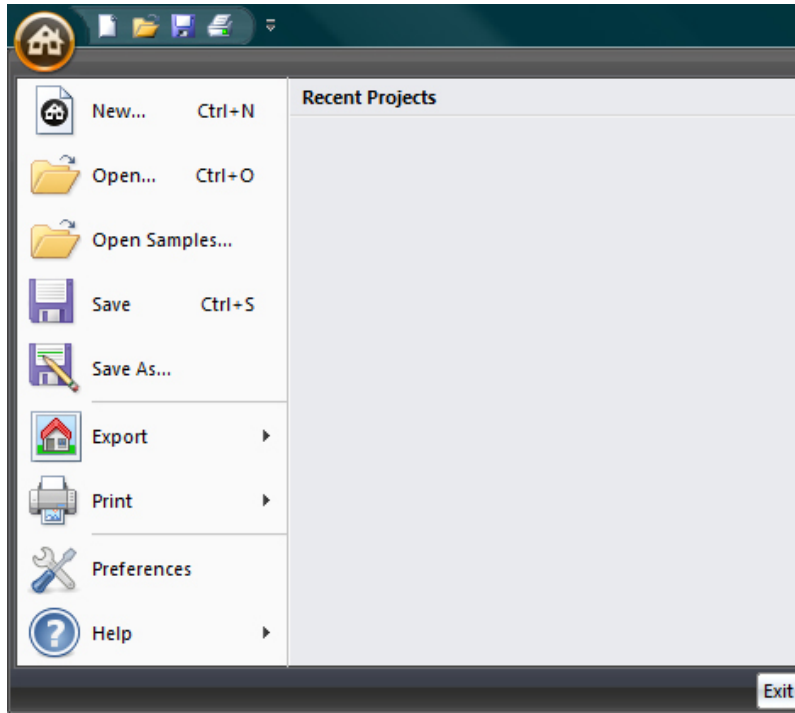 Recent Projects
New... Ctrl+N
Open... Ctrl+O
Open Samples...
Save Ctrl+S
Save As...
Export
Print
Preferences
Help
Exit